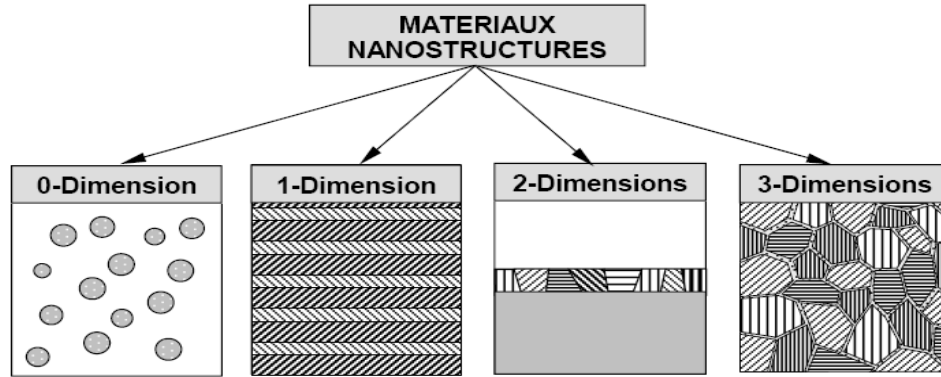 MATERIAUX
NANOSTRUCTURES
0-Dimension
1-Dimension
2-Dimensions
3-Dimensions